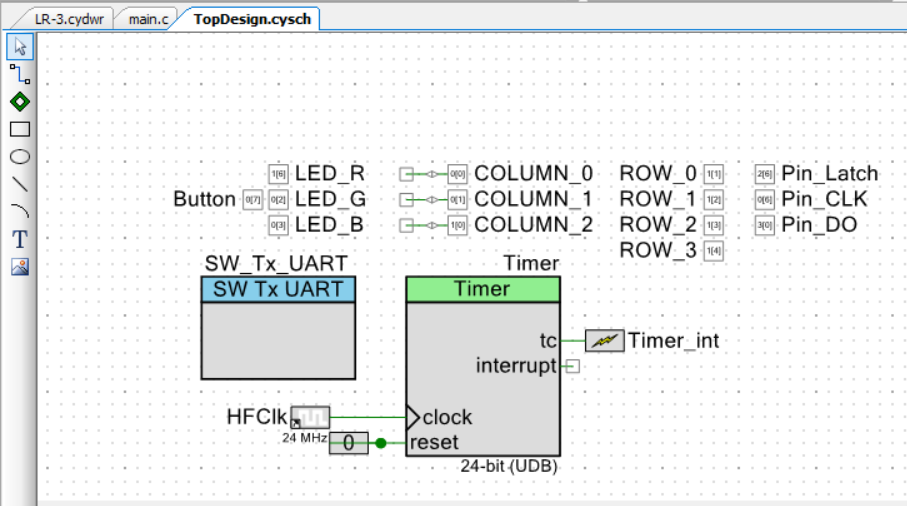 LR-3.cydwr main.c TopDesign.cysch
T
1[6] LED_R 0[0] COLUMN_0 ROW_0 1[1] 2[6] Pin_Latch
Button 0[7] 0[2] LED_G 0[1] COLUMN_1 ROW_1 1[2] 0[6] Pin_CLK
0[3] LED_B 1[0] COLUMN_2 ROW_2 1[3] 3[0] Pin_DO
ROW_3 1[4]
SW_Tx_UART Timer
SW Tx UART Timer
tc Timer_int
interrupt
HFClk clock
24 MHz 0 reset
24-bit (UDB)